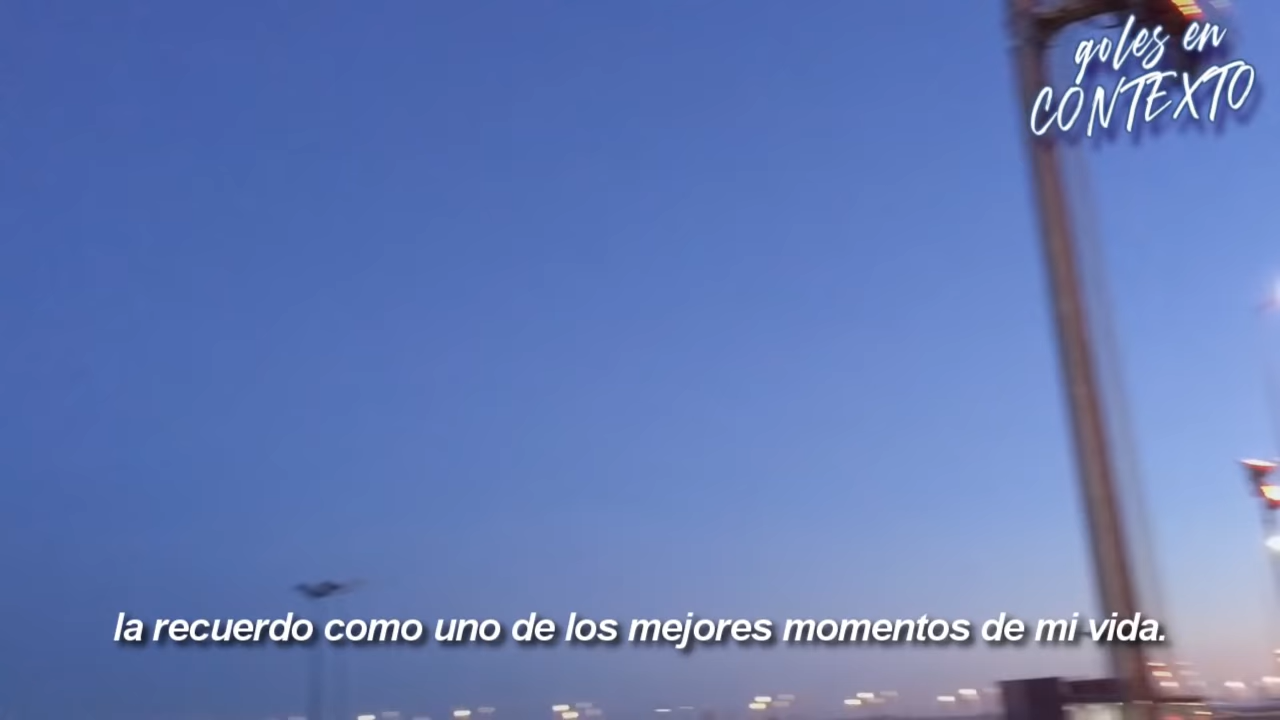 goles en
CONTEXTO
la recuerdo como uno de los mejores momentos de mi vida.